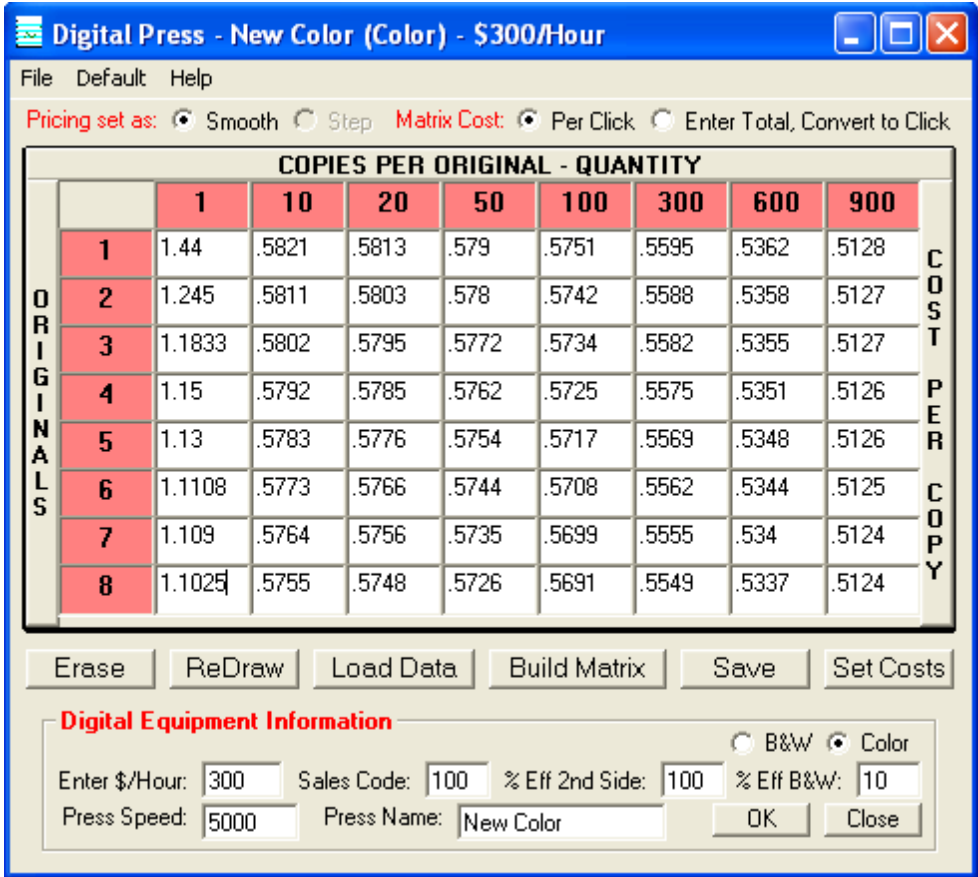 Digital Press - New Color (Color) - $300/Hour
File Default Help
Pricing set as: Smooth Step Matrix Cost: Per Click Enter Total, Convert to Click
COPIES PER ORIGINAL - QUANTITY
1 10 20 50 100 300 600 900
ORIGINALS
1 1.44 .5821 .5813 .579 .5751 .5595 .5362 .5128
2 1.245 .5811 .5803 .578 .5742 .5588 .5358 .5127
3 1.1833 .5802 .5795 .5772 .5734 .5582 .5355 .5127
4 1.15 .5792 .5785 .5762 .5725 .5575 .5351 .5126
5 1.13 .5783 .5776 .5754 .5717 .5569 .5348 .5126
6 1.1108 .5773 .5766 .5744 .5708 .5562 .5344 .5125
7 1.109 .5764 .5756 .5735 .5699 .5555 .534 .5124
8 1.1025 .5755 .5748 .5726 .5691 .5549 .5337 .5124
COST PER COPY
Erase ReDraw Load Data Build Matrix Save Set Costs
Digital Equipment Information
B&W Color
Enter $/Hour: 300 Sales Code: 100 % Eff 2nd Side: 100 % Eff B&W: 10
Press Speed: 5000 Press Name: New Color OK Close